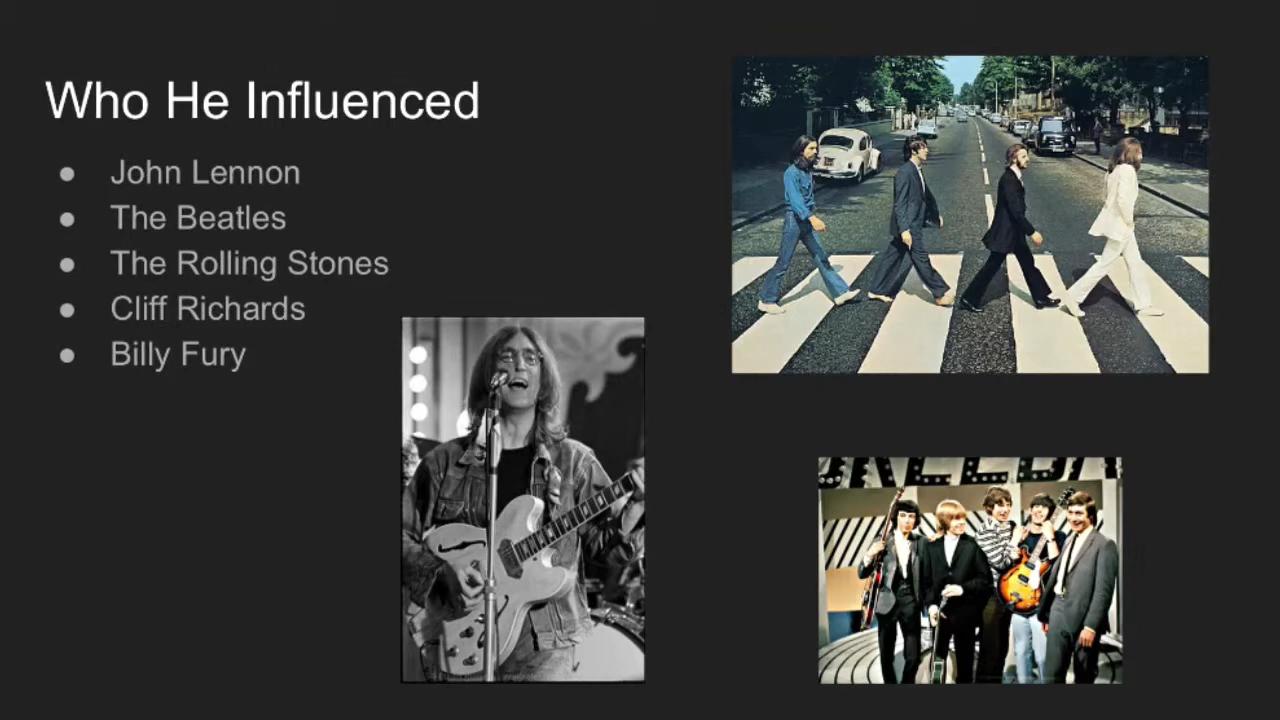 Who He Influenced
● John Lennon
● The Beatles
● The Rolling Stones
● Cliff Richards
● Billy Fury